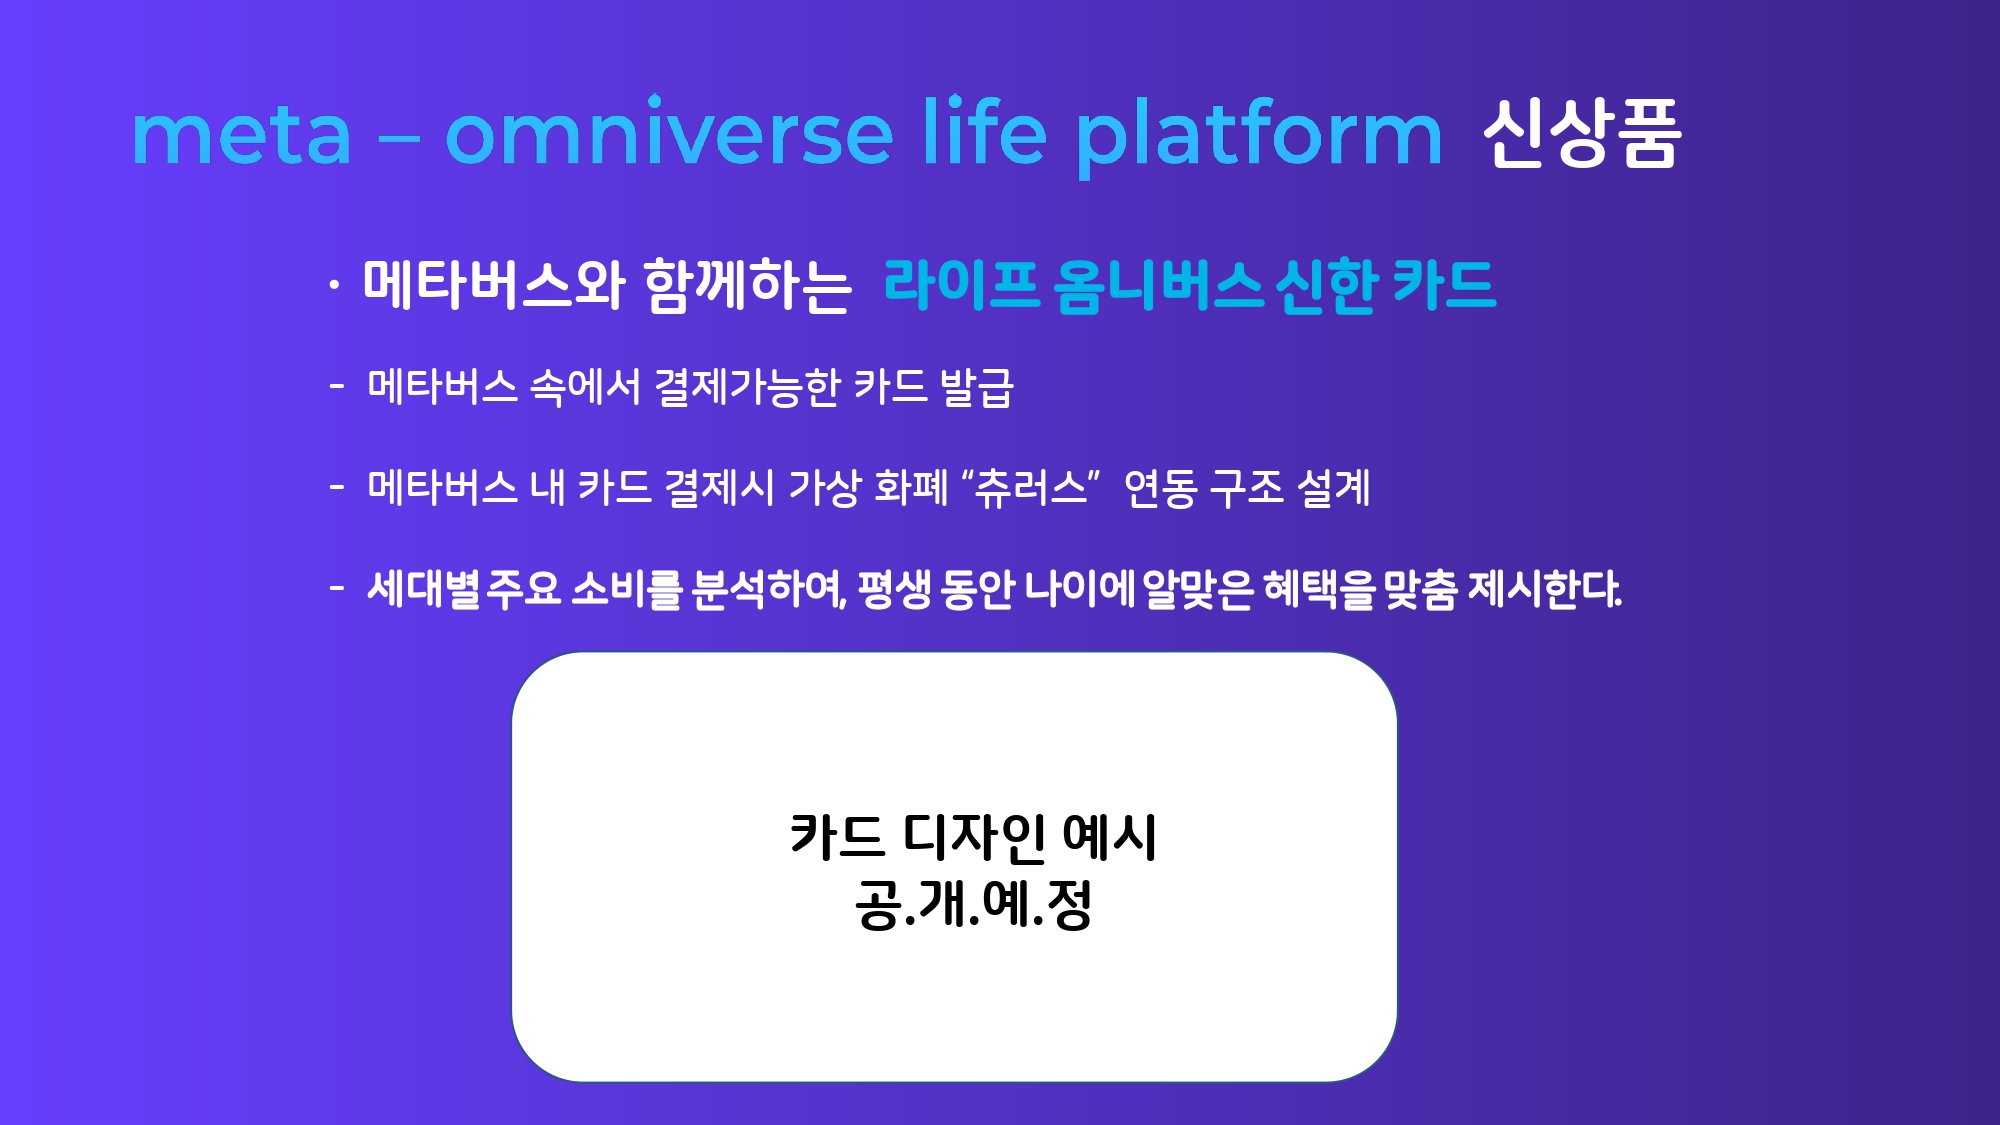 meta – omniverse life platform 신상품
• 메타버스와 함께하는 라이프 옴니버스 신한 카드
- 메타버스 속에서 결제가능한 카드 발급
- 메타버스 내 카드 결제시 가상 화폐 “츄러스” 연동 구조 설계
- 세대별 주요 소비를 분석하여, 평생 동안 나이에 알맞은 혜택을 맞춤 제시한다.
카드 디자인 예시
공.개.예.정